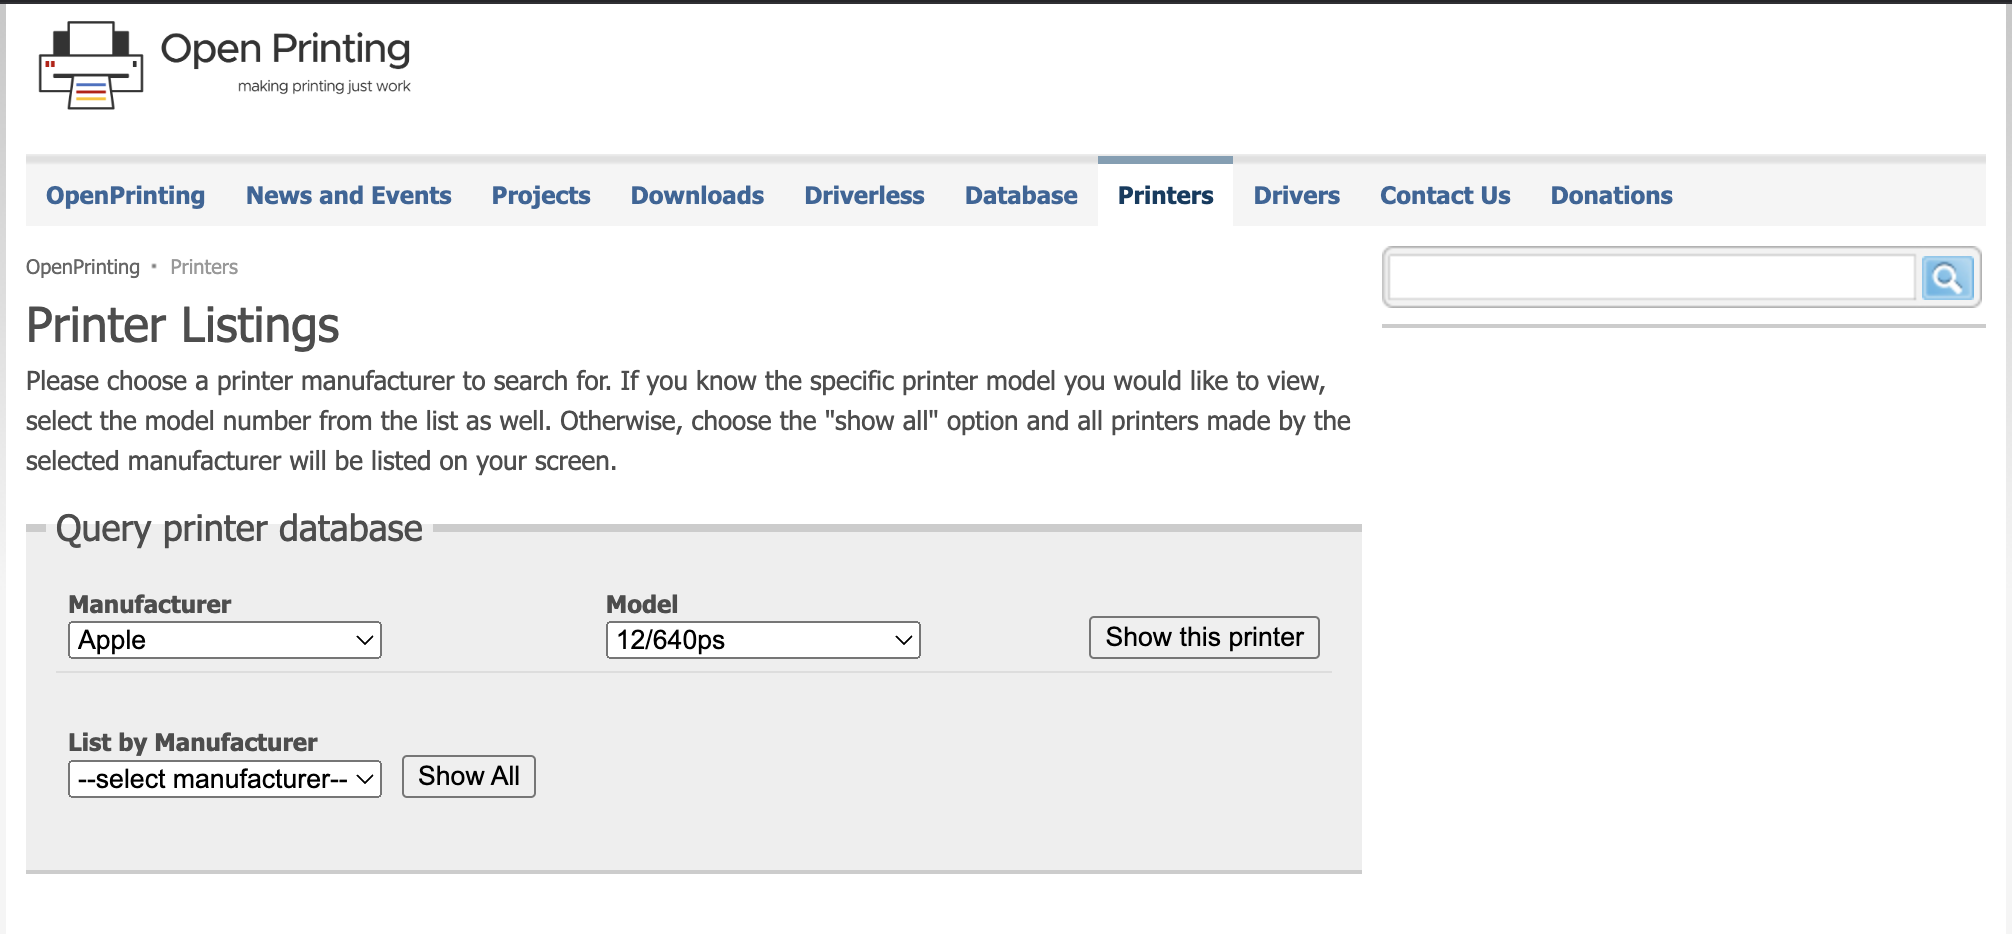 Open Printing
making printing just work
OpenPrinting News and Events Projects Downloads Driverless Database Printers Drivers Contact Us Donations
OpenPrinting • Printers
Printer Listings
Please choose a printer manufacturer to search for. If you know the specific printer model you would like to view,
select the model number from the list as well. Otherwise, choose the "show all" option and all printers made by the
selected manufacturer will be listed on your screen.
Query printer database
Manufacturer Model
Apple 12/640ps Show this printer
List by Manufacturer
--select manufacturer-- Show All